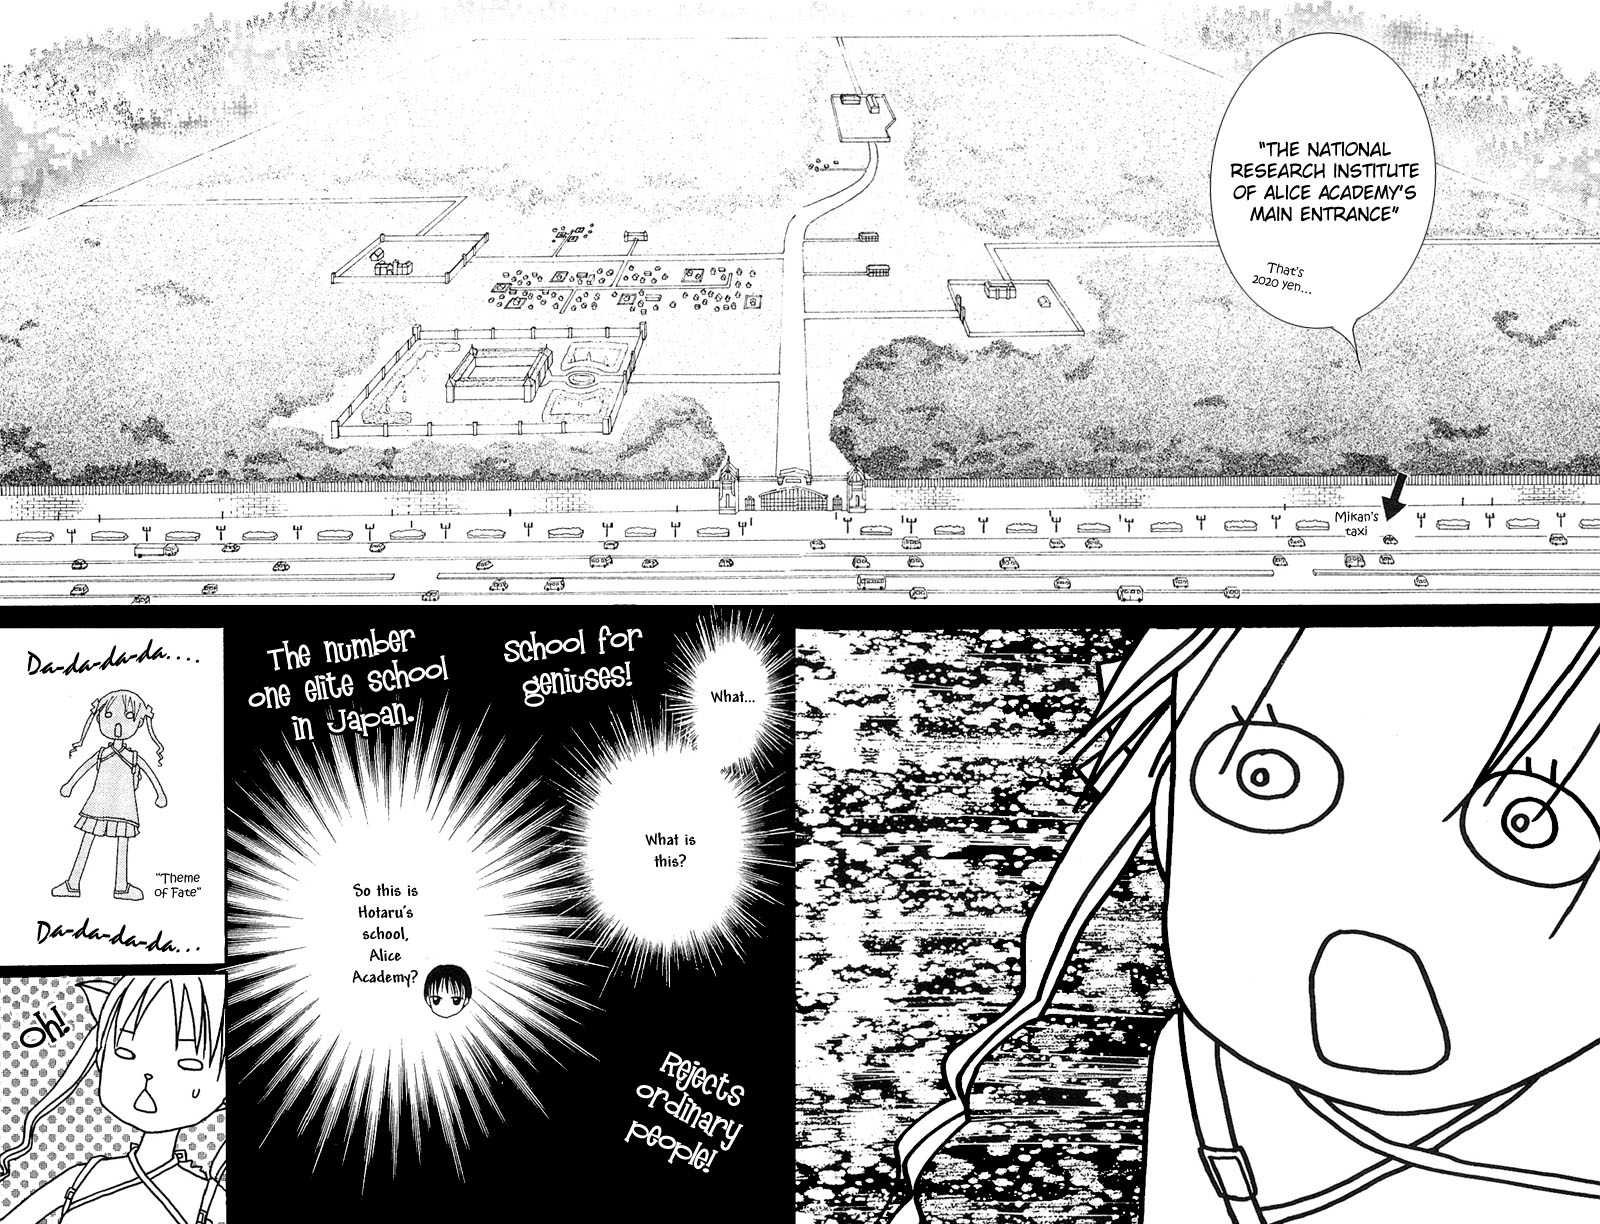 "THE NATIONAL
RESEARCH INSTITUTE
OF ALICE ACADEMY'S
MAIN ENTRANCE"
That's
2020 yen...
Mikan's
taxi
What...
What is
this?
School for
geniuses!
The number
one elite school
in Japan.
So this is
Hotaru's
school,
Alice
Academy?
Rejects
ordinary
people!
Da-da-da-da....
"Theme
of Fate"
Da-da-da-da...
Oh!